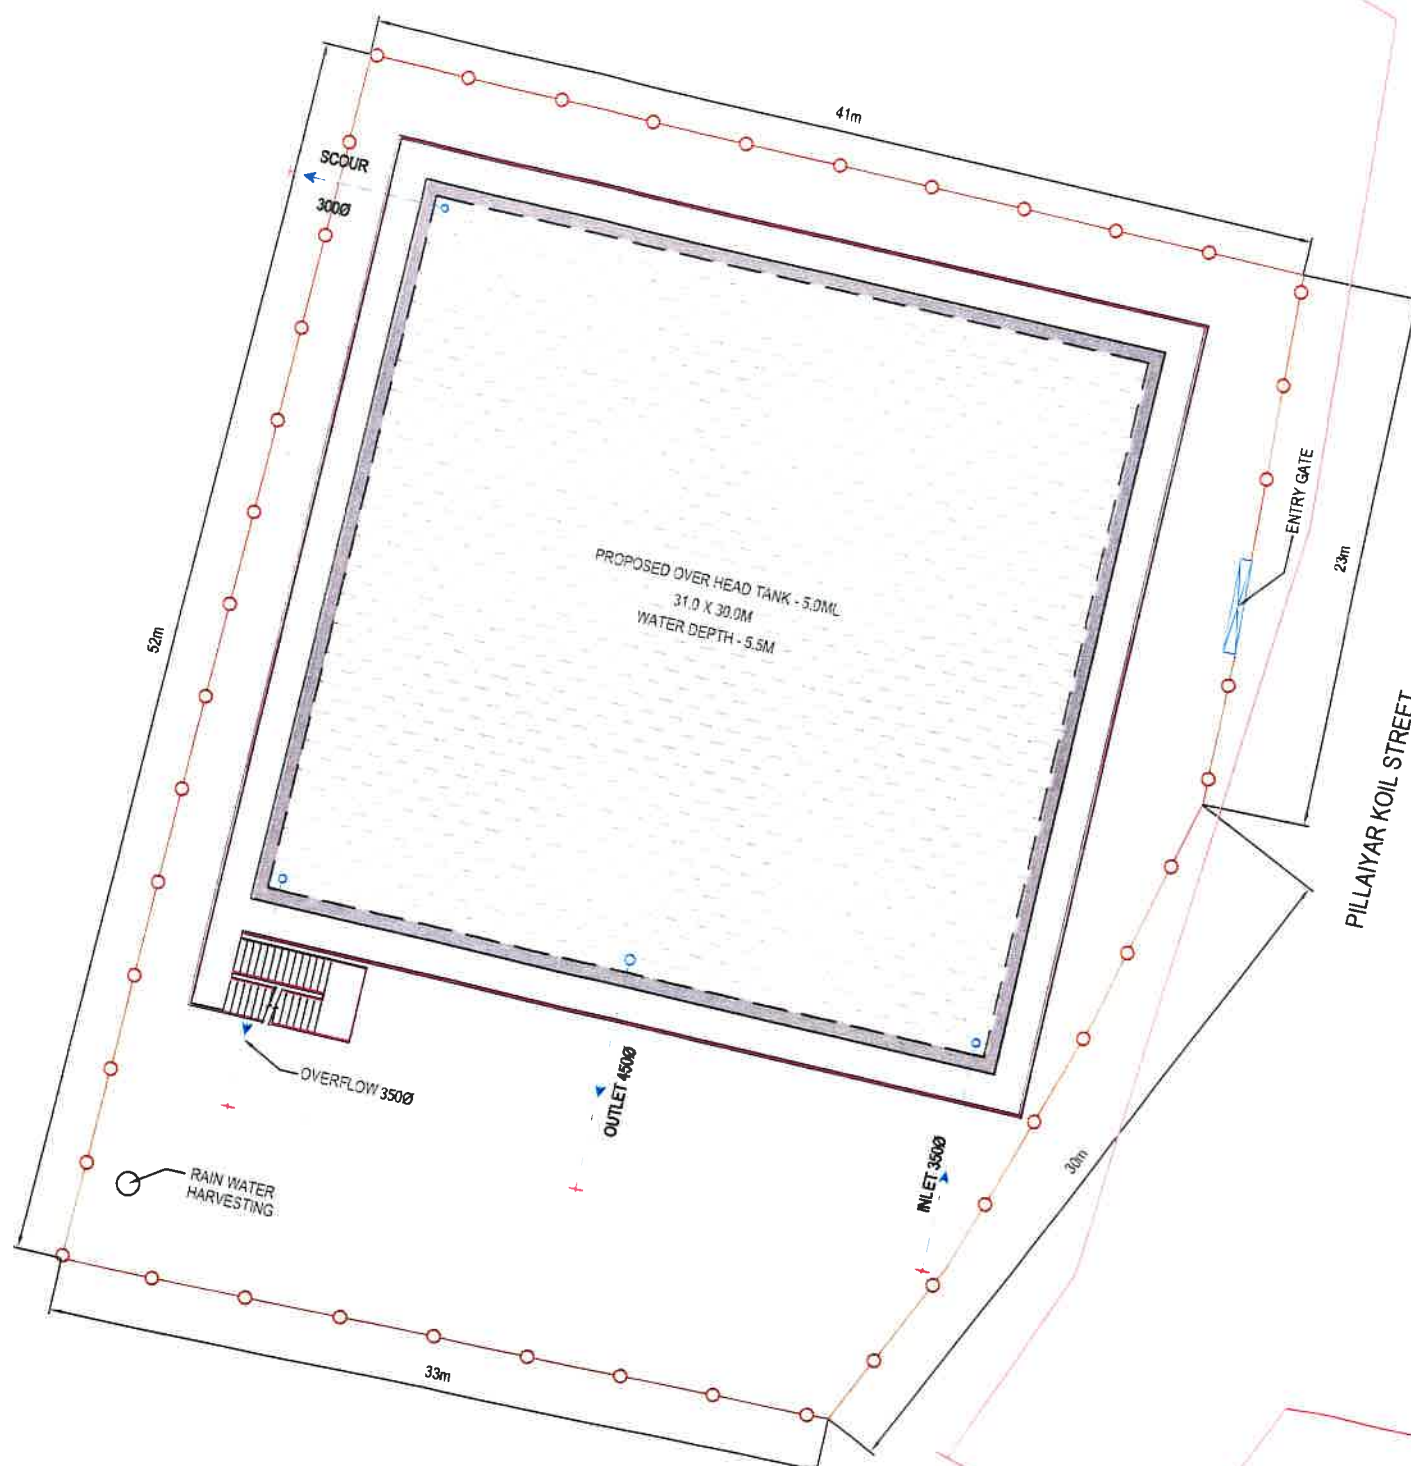 41m
SCOUR
300Ø
ENTRY GATE
23m
PROPOSED OVER HEAD TANK - 5.0ML
31.0 X 30.0M
WATER DEPTH - 5.5M
52m
PILLAIYAR KOIL STREET
OVERFLOW 350Ø
OUTLET 450Ø
INLET 350Ø
30m
RAIN WATER
HARVESTING
33m